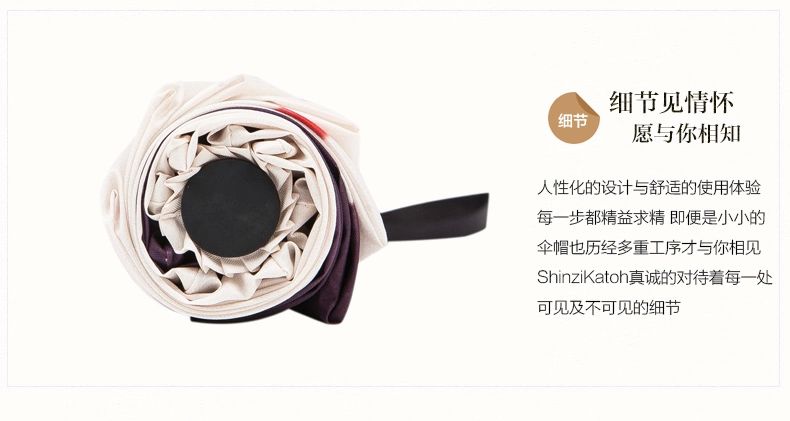 细节
细节见情怀
愿与你相知
人性化的设计与舒适的使用体验
每一步都精益求精 即便是小小的
伞帽也历经多重工序才与你相见
ShinziKatoh真诚的对待着每一处
可见及不可见的细节